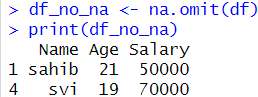 > df_no_na <- na.omit(df)
> print(df_no_na)
   Name Age Salary
1 sahib  21  50000
4   svi  19  70000